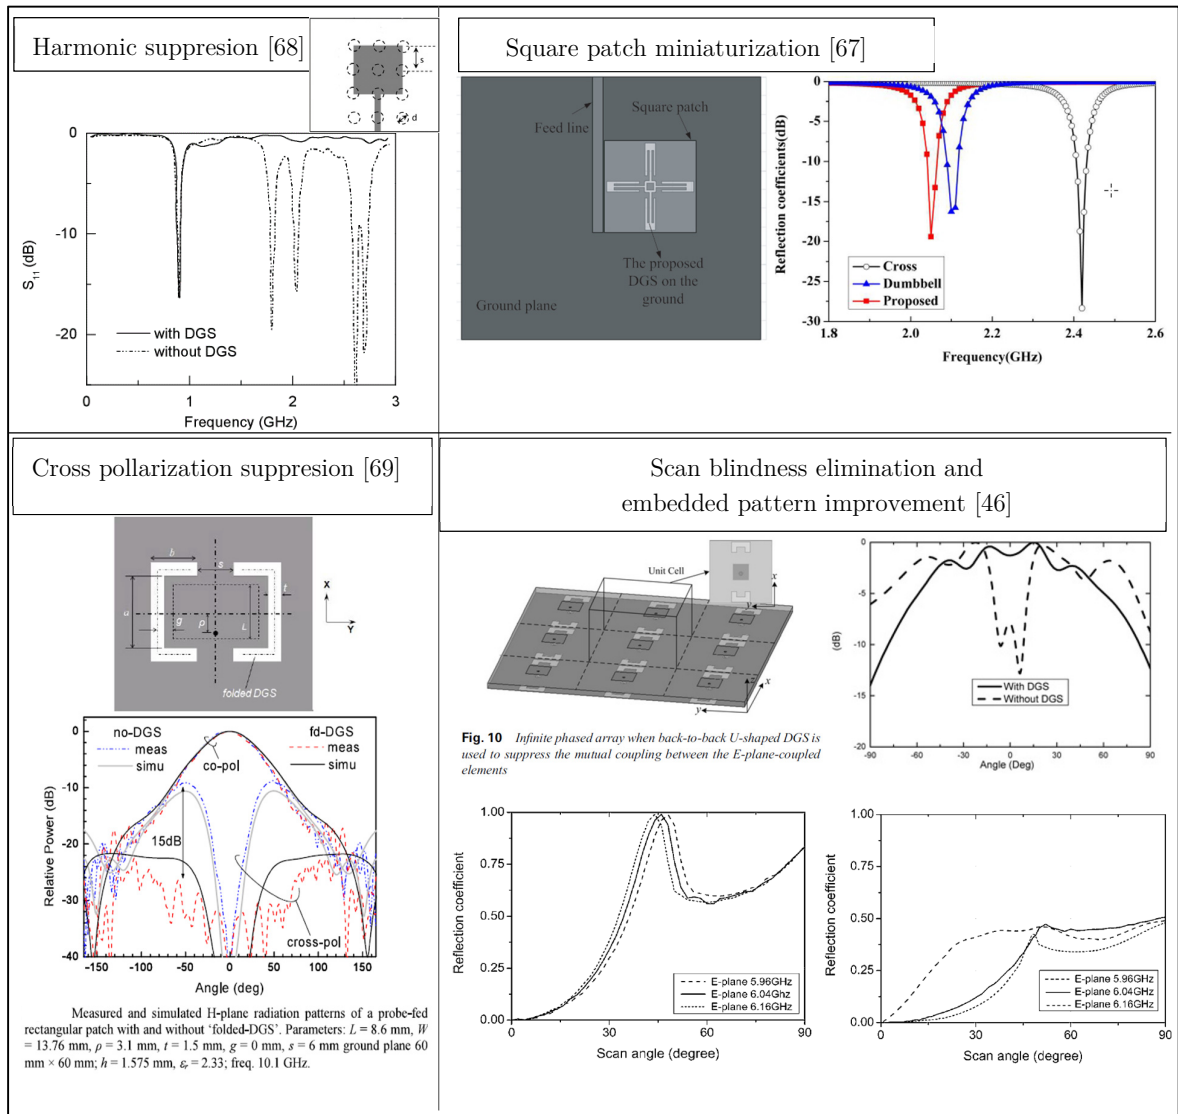 Harmonic suppresion [68]
s
d
0
-10
-20
S11 (dB)
with DGS
without DGS
0
1
2
3
Frequency (GHz)
Square patch miniaturization [67]
Feed line
Square patch
The proposed
DGS on the
ground
Ground plane
0
-5
-10
-15
-20
-25
-30
Reflection coefficients(dB)
Cross
Dumbbell
Proposed
1.8
2.0
2.2
2.4
2.6
Frequency(GHz)
Cross pollarization suppresion [69]
b
s
t
a
g
ρ
L
folded DGS
X
Y
no-DGS
meas
simu
fd-DGS
meas
simu
co-pol
15dB
cross-pol
0
-10
-20
-30
-40
Relative Power (dB)
-150
-100
-50
0
50
100
150
Angle (deg)
Measured and simulated H-plane radiation patterns of a probe-fed
rectangular patch with and without ‘folded-DGS’. Parameters: L = 8.6 mm, W
= 13.76 mm, ρ = 3.1 mm, t = 1.5 mm, g = 0 mm, s = 6 mm ground plane 60
mm × 60 mm; h = 1.575 mm, εr = 2.33; freq. 10.1 GHz.
Scan blindness elimination and
embedded pattern improvement [46]
Unit Cell
x
y
z
x
y
Fig. 10 Infinite phased array when back-to-back U-shaped DGS is
used to suppress the mutual coupling between the E-plane-coupled
elements
0
-5
-10
-15
-20
(dB)
With DGS
Without DGS
-90
-60
-30
0
30
60
90
Angle (Deg)
1.00
0.75
0.50
0.25
0.00
Reflection coefficient
E-plane 5.96GHz
E-plane 6.04Ghz
E-plane 6.16GHz
0
30
60
90
Scan angle (degree)
1.00
0.75
0.50
0.25
0.00
Reflection coefficient
E-plane 5.96GHz
E-plane 6.04GHz
E-plane 6.16GHz
0
30
60
90
Scan angle (degree)